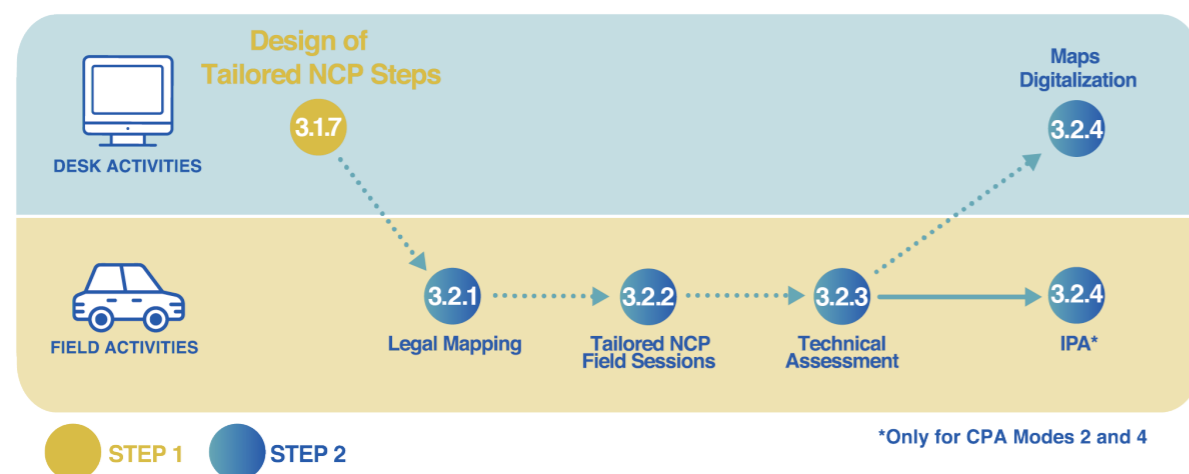 Design of
Tailored NCP Steps
3.1.7
DESK ACTIVITIES
Maps
Digitalization
3.2.4
FIELD ACTIVITIES
3.2.1
Legal Mapping
3.2.2
Tailored NCP
Field Sessions
3.2.3
Technical
Assessment
3.2.4
IPA*
STEP 1
STEP 2
*Only for CPA Modes 2 and 4